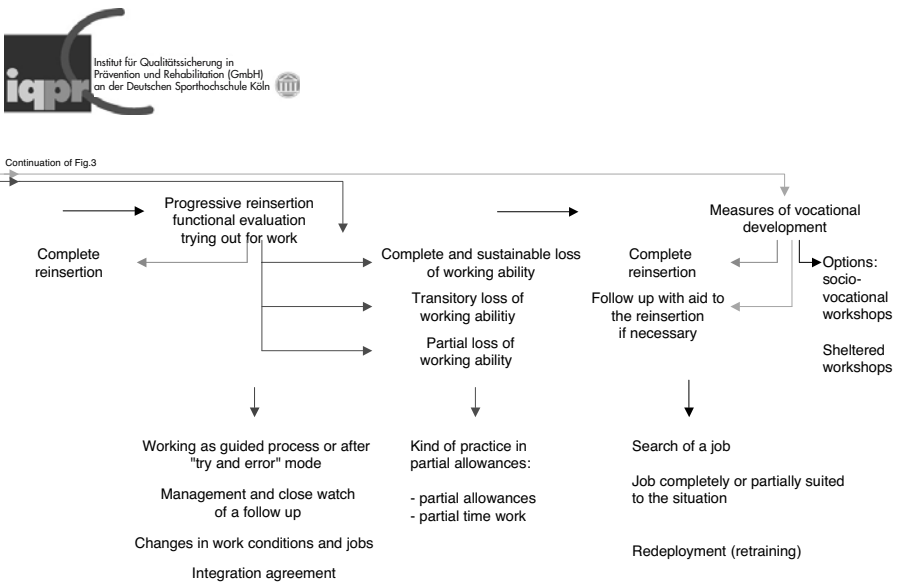 Institut für Qualitätssicherung in
Prävention und Rehabilitation (GmbH)
an der Deutschen Sporthochschule Köln
iqpr
Continuation of Fig.3
Progressive reinsertion
functional evaluation
trying out for work
Measures of vocational
development
Complete
reinsertion
Complete and sustainable loss
of working ability
Transitory loss of
working abilitiy
Partial loss of
working ability
Complete
reinsertion
Follow up with aid to
the reinsertion
if necessary
Options:
socio-
vocational
workshops
Sheltered
workshops
Working as guided process or after
"try and error" mode
Management and close watch
of a follow up
Changes in work conditions and jobs
Integration agreement
Kind of practice in
partial allowances:
- partial allowances
- partial time work
Search of a job
Job completely or partially suited
to the situation
Redeployment (retraining)